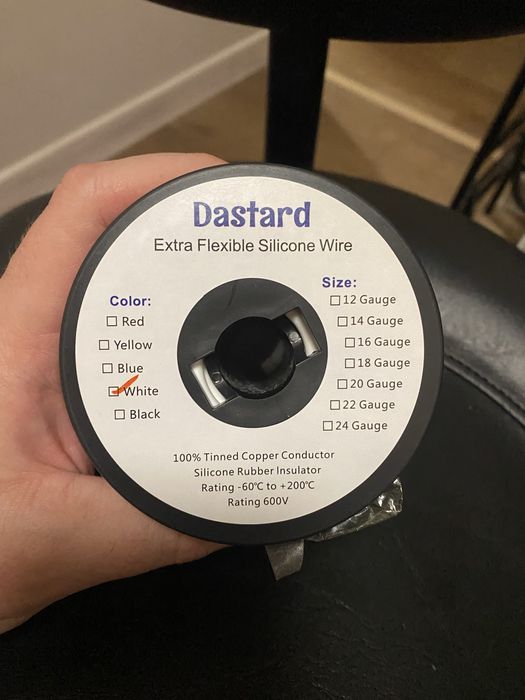 Dastard
Extra Flexible Silicone Wire
Color:
Red
Yellow
Blue
White
Black
Size:
12 Gauge
14 Gauge
16 Gauge
18 Gauge
20 Gauge
22 Gauge
24 Gauge
100% Tinned Copper Conductor
Silicone Rubber Insulator
Rating -60℃ to +200℃
Rating 600V